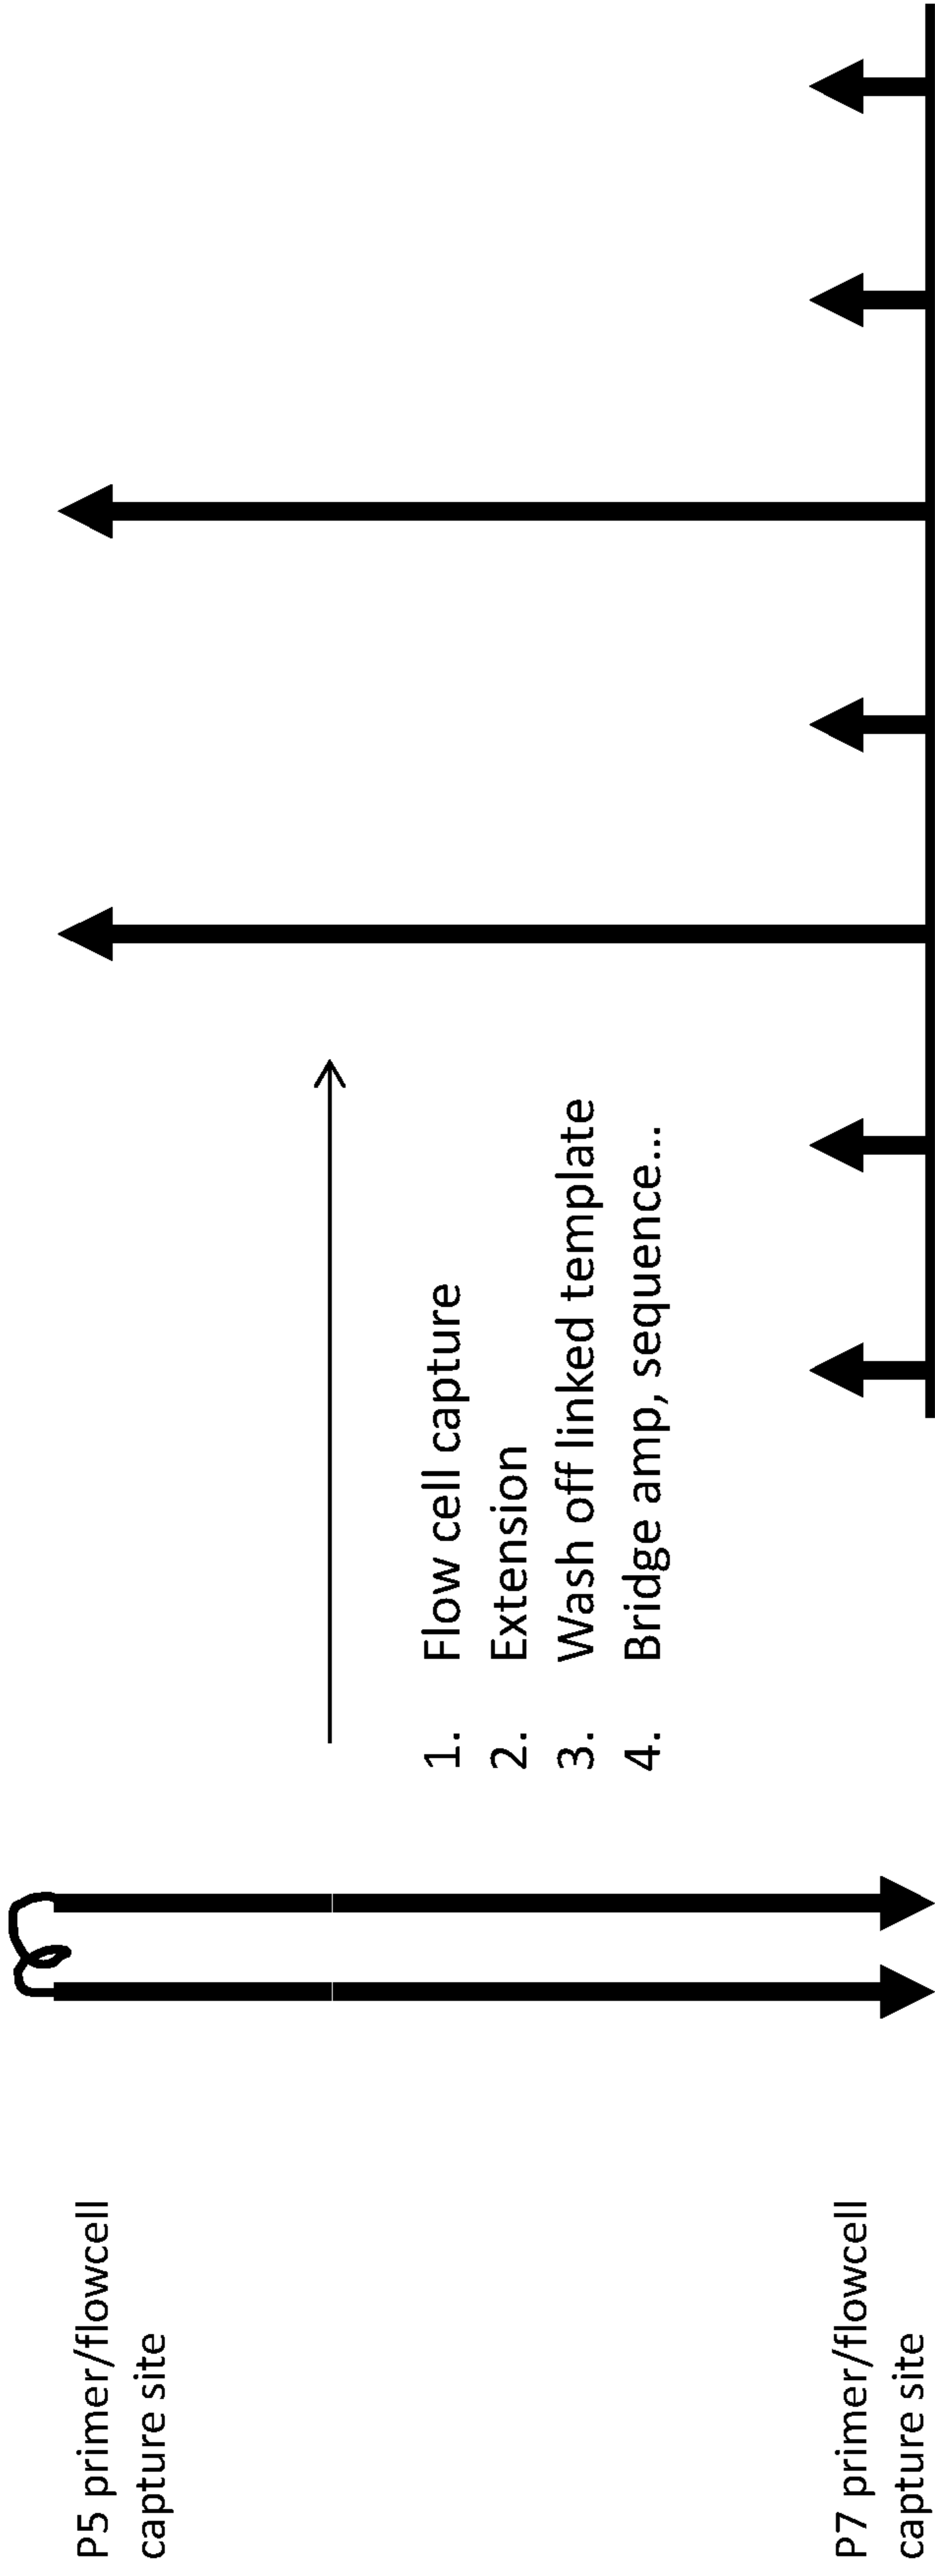 P5 primer/flowcell
capture site
P7 primer/flowcell
capture site
1. Flow cell capture
2. Extension
3. Wash off linked template
4. Bridge amp, sequence...